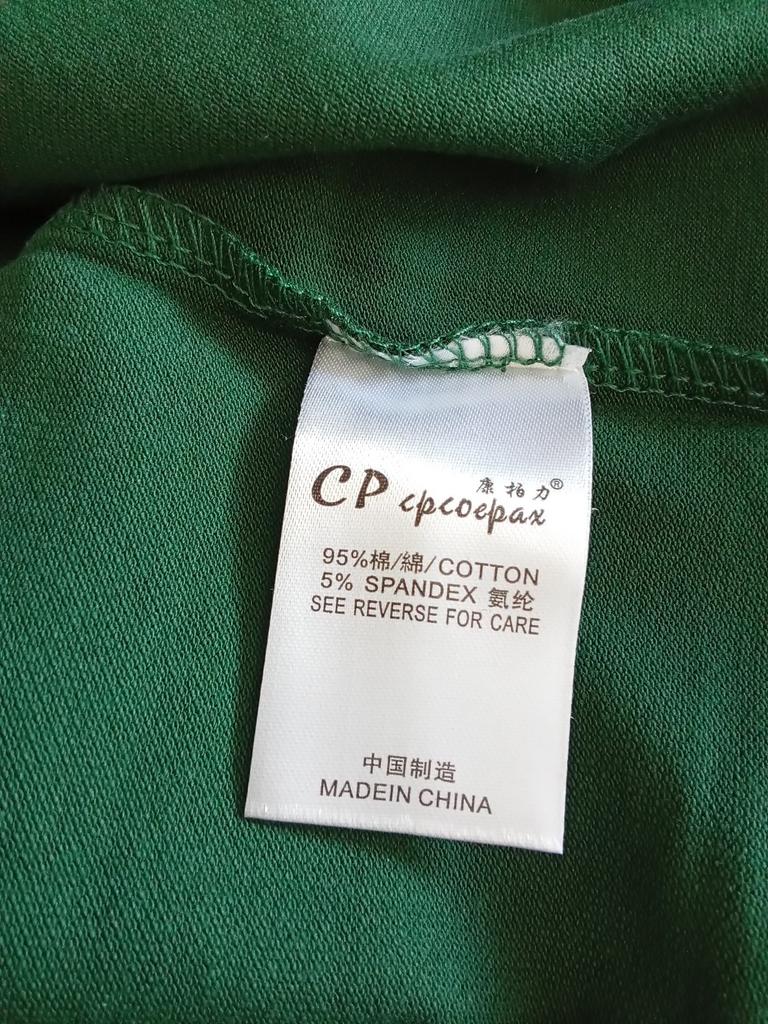 康柏力®
CP cpcoepax
95%棉/綿/COTTON
5% SPANDEX 氨纶
SEE REVERSE FOR CARE
中国制造
MADEIN CHINA